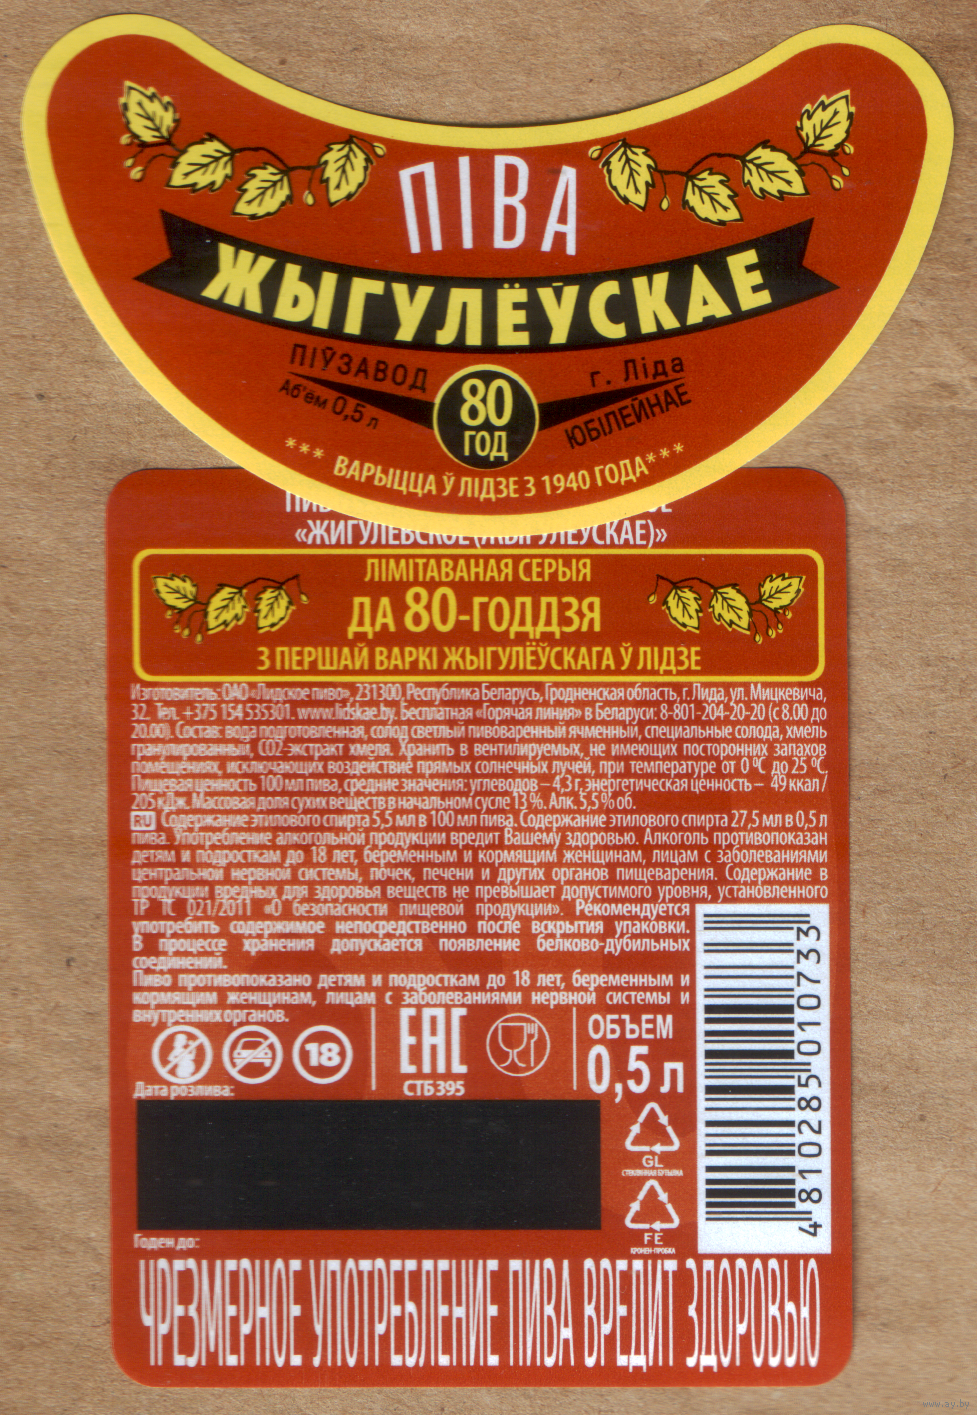 ПІВА
ЖЫГУЛЁЎСКАЕ
ПІЎЗАВОД
г. Ліда
Аб'ём 0,5 л
ЮБІЛЕЙНАЕ
80
ГОД
*** ВАРЫЦЦА Ў ЛІДЗЕ З 1940 ГОДА***
«ЖИГУЛЕВСКОЕ (ЖЫГУЛЁЎСКАЕ)»
ЛІМІТАВАНАЯ СЕРЫЯ
ДА 80-ГОДДЗЯ
З ПЕРШАЙ ВАРКІ ЖЫГУЛЁЎСКАГА Ў ЛІДЗЕ
Изготовитель: ОАО «Лидское пиво», 231300, Республика Беларусь, Гродненская область, г. Лида, ул. Мицкевича,
32. Тел. +375 154 535301. www.lidskae.by. Бесплатная «Горячая линия» в Беларуси: 8-801-204-20-20 (с 8.00 до
20.00). Состав: вода подготовленная, солод светлый пивоваренный ячменный, специальные солода, хмель
гранулированный, СО2-экстракт хмеля. Хранить в вентилируемых, не имеющих посторонних запахов
помещениях, исключающих воздействие прямых солнечных лучей, при температуре от 0 °С до 25 °С.
Пищевая ценность 100 мл пива, средние значения: углеводов – 4,3 г, энергетическая ценность – 49 ккал /
205 кДж. Массовая доля сухих веществ в начальном сусле 13 %. Алк. 5,5 % об.
RU Содержание этилового спирта 5,5 мл в 100 мл пива. Содержание этилового спирта 27,5 мл в 0,5 л
пива. Употребление алкогольной продукции вредит Вашему здоровью. Алкоголь противопоказан
детям и подросткам до 18 лет, беременным и кормящим женщинам, лицам с заболеваниями
центральной нервной системы, почек, печени и других органов пищеварения. Содержание в
продукции вредных для здоровья веществ не превышает допустимого уровня, установленного
ТР ТС 021/2011 «О безопасности пищевой продукции». Рекомендуется
употребить содержимое непосредственно после вскрытия упаковки.
В процессе хранения допускается появление белково-дубильных
соединений.
Пиво противопоказано детям и подросткам до 18 лет, беременным и
кормящим женщинам, лицам с заболеваниями нервной системы и
внутренних органов.
18
EAC
СТБ 395
ОБЪЕМ
0,5 л
Дата розлива:
GL
СТЕКЛЯННАЯ БУТЫЛКА
FE
КРОНЕН-ПРОБКА
4 810285 010733
Годен до:
ЧРЕЗМЕРНОЕ УПОТРЕБЛЕНИЕ ПИВА ВРЕДИТ ЗДОРОВЬЮ
www.ay.by